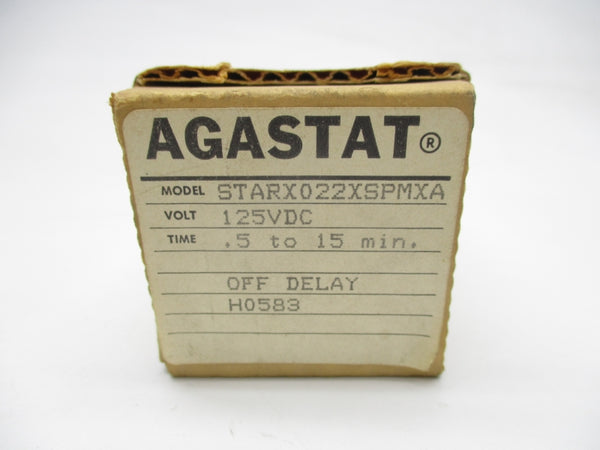 AGASTAT®
MODEL STARX022XSPMXA
VOLT 125VDC
TIME .5 to 15 min.
OFF DELAY
H0583